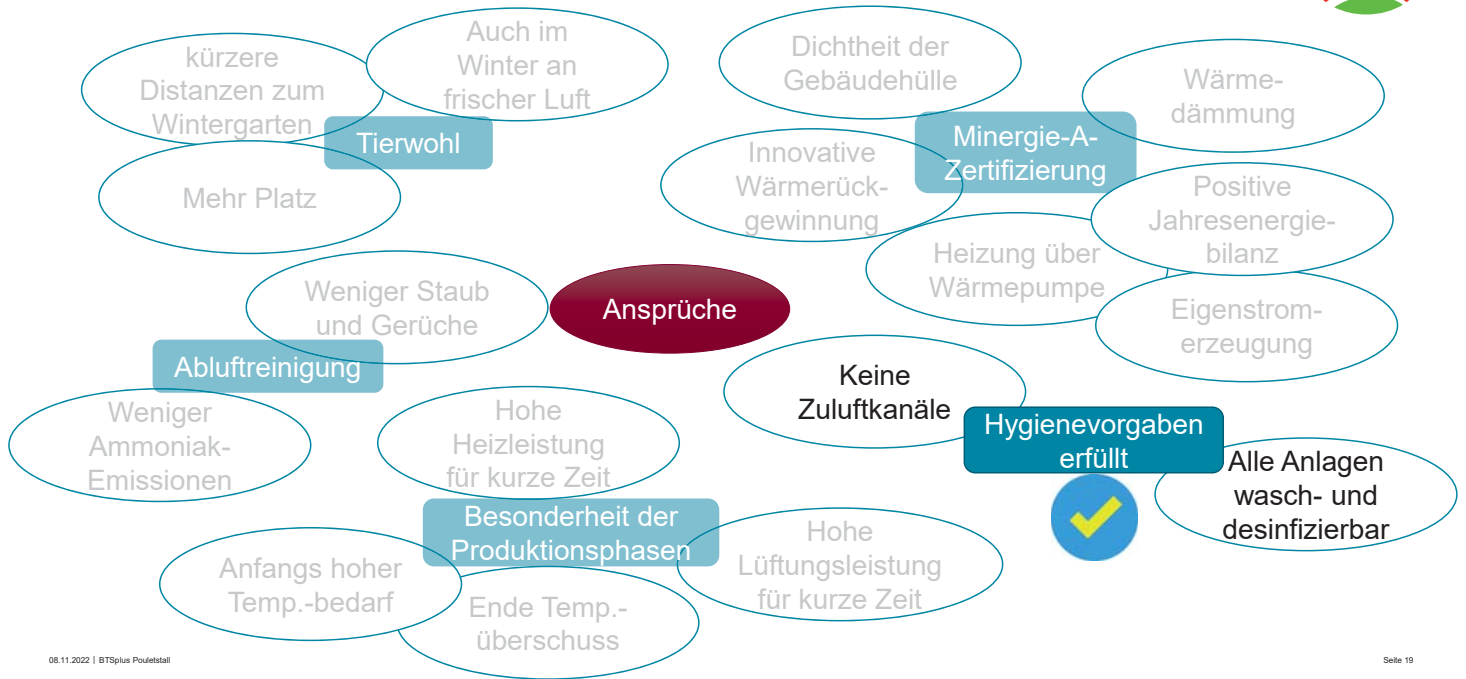 kürzere
Distanzen zum
Wintergarten
Auch im
Winter an
frischer Luft
Tierwohl
Mehr Platz
Dichtheit der
Gebäudehülle
Wärme-
dämmung
Minergie-A-
Zertifizierung
Innovative
Wärmerück-
gewinnung
Positive
Jahresenergie-
bilanz
Heizung über
Wärmepumpe
Eigenstrom-
erzeugung
Ansprüche
Weniger Staub
und Gerüche
Abluftreinigung
Weniger
Ammoniak-
Emissionen
Keine
Zuluftkanäle
Hygienevorgaben
erfüllt
Alle Anlagen
wasch- und
desinfizierbar
Hohe
Heizleistung
für kurze Zeit
Besonderheit der
Produktionsphasen
Anfangs hoher
Temp.-bedarf
Ende Temp.-
überschuss
Hohe
Lüftungsleistung
für kurze Zeit
08.11.2022 | BTSplus Pouletstall
Seite 19